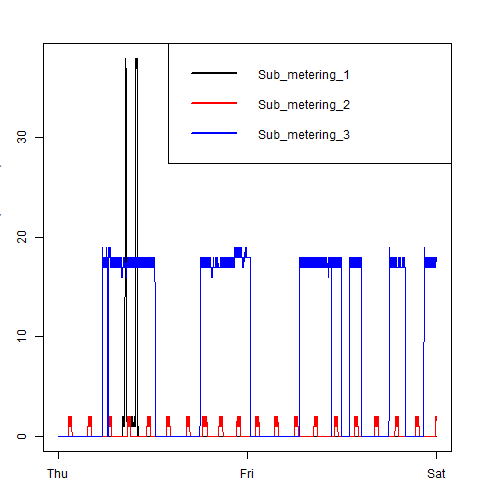 Sub_metering_1
Sub_metering_2
Sub_metering_3
30
20
10
0
Thu Fri Sat